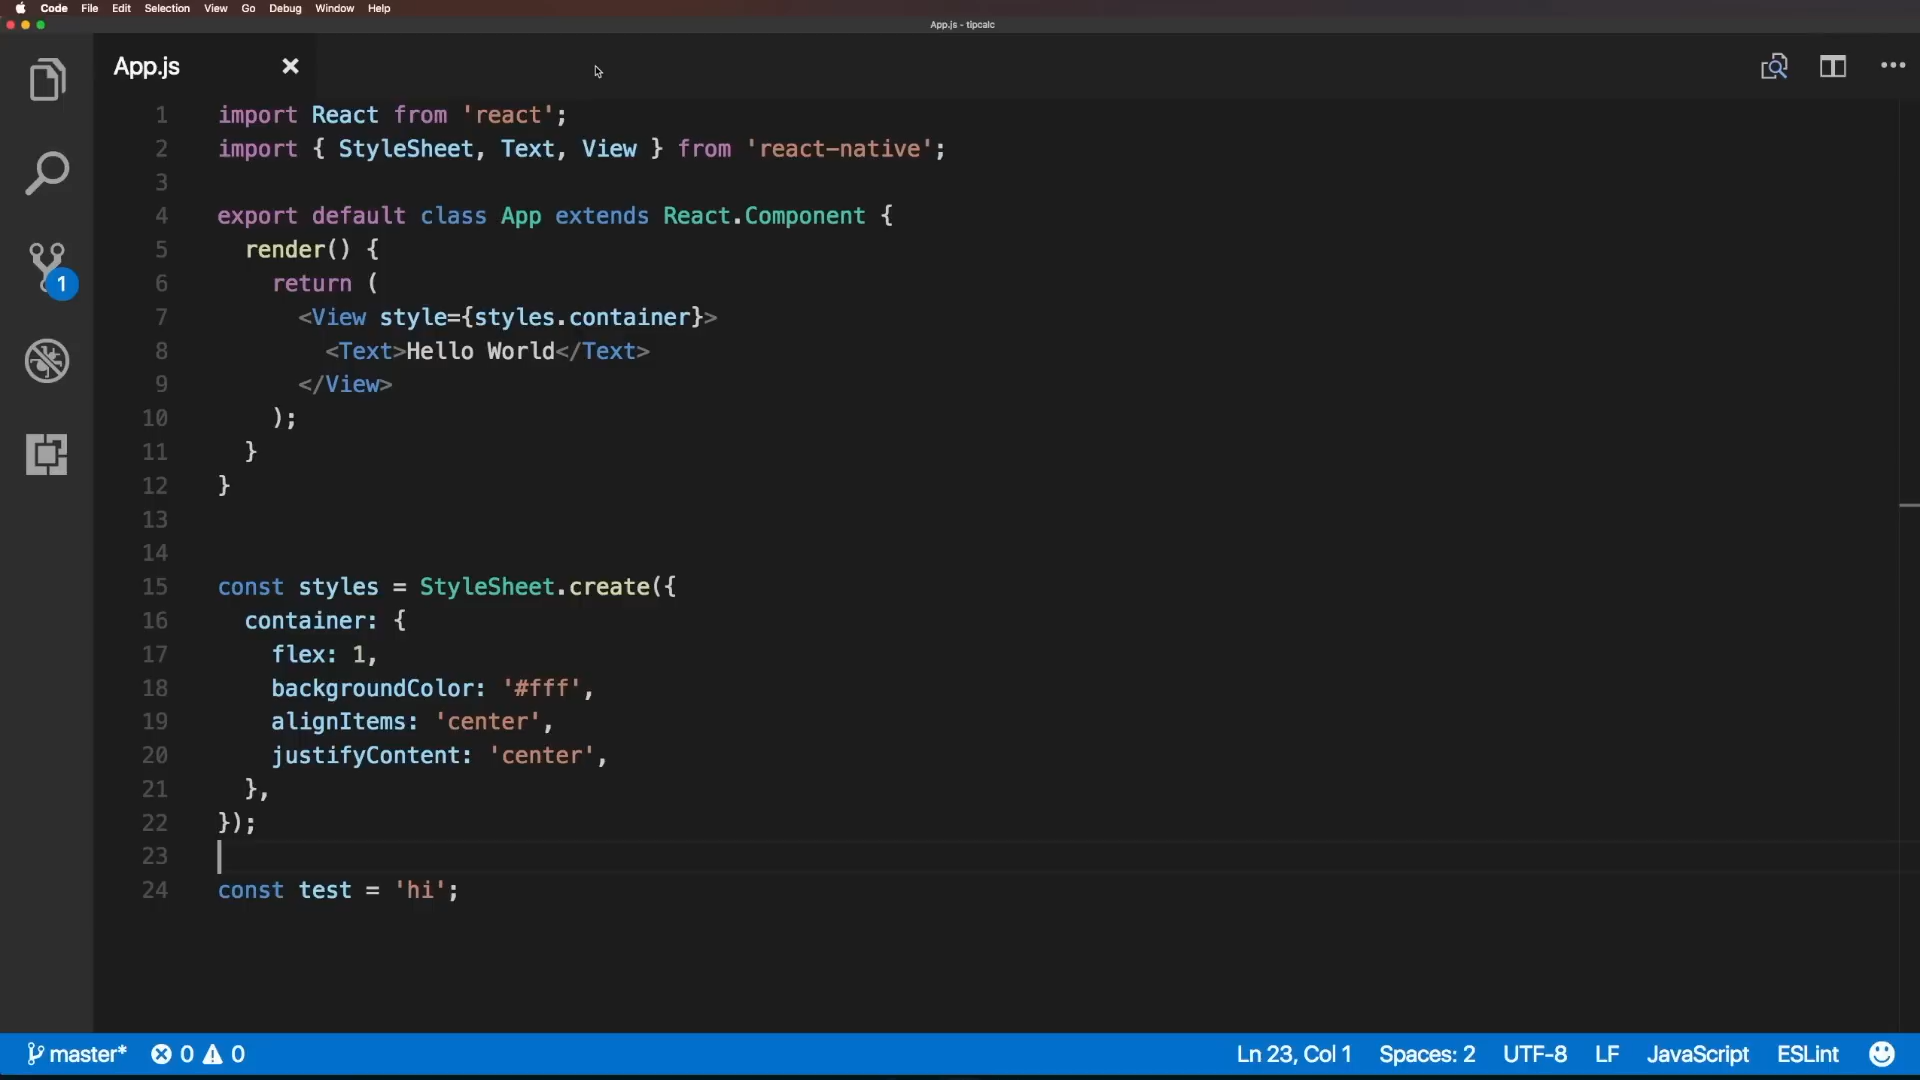 Code File Edit Selection View Go Debug Window Help
App.js - tipcalc
App.js
1 import React from 'react';
2 import { StyleSheet, Text, View } from 'react-native';
3
4 export default class App extends React.Component {
5 render() {
6 return (
7 <View style={styles.container}>
8 <Text>Hello World</Text>
9 </View>
10 );
11 }
12 }
13
14
15 const styles = StyleSheet.create({
16 container: {
17 flex: 1,
18 backgroundColor: '#fff',
19 alignItems: 'center',
20 justifyContent: 'center',
21 },
22 });
23
24 const test = 'hi';
1
master* 0 0 Ln 23, Col 1 Spaces: 2 UTF-8 LF JavaScript ESLint